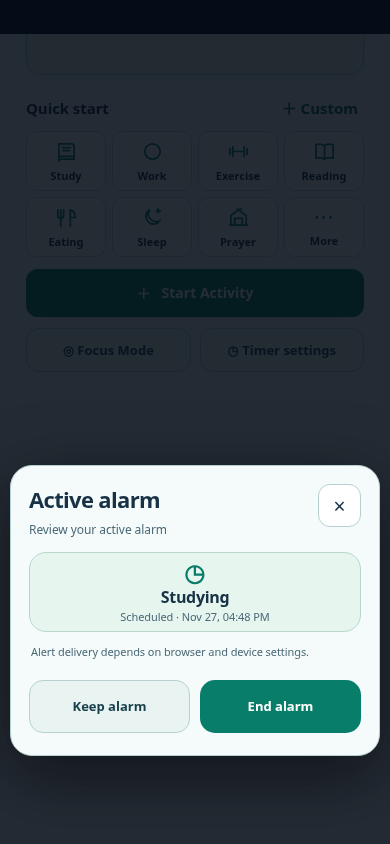 Quick start
+ Custom
Study
Work
Exercise
Reading
Eating
Sleep
Prayer
More
+ Start Activity
◎ Focus Mode
◷ Timer settings
Active alarm
×
Review your active alarm
Studying
Scheduled · Nov 27, 04:48 PM
Alert delivery depends on browser and device settings.
Keep alarm
End alarm